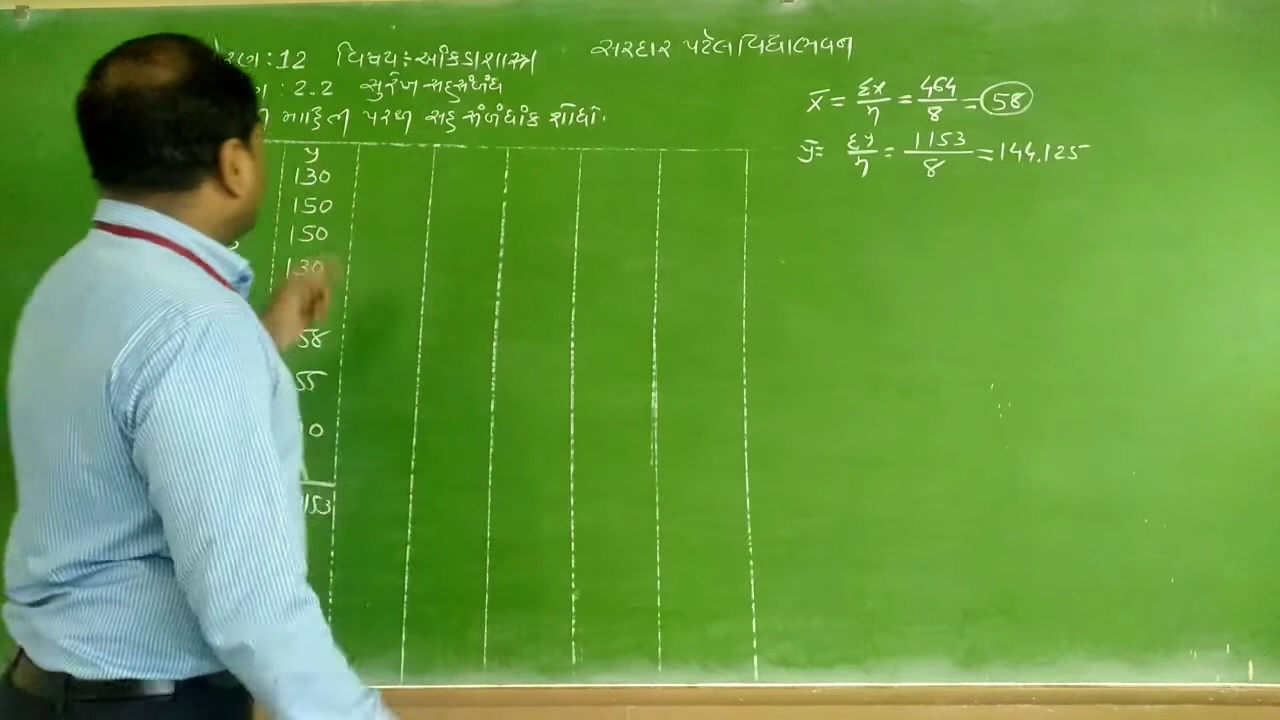 રણ : 12 વિષય : આંકડાશાસ્ત્ર સરદાર પટેલ વિદ્યાભવન
: 2.2 સુરેખ સહસંબંધ
માહિતી પરથી સહસંબંધાંક શોધો.
x̄ = Σx/n = 464/8 = 58
ȳ = Σy/n = 1153/8 = 144.125
y
130
150
150
130
58
55
0
153